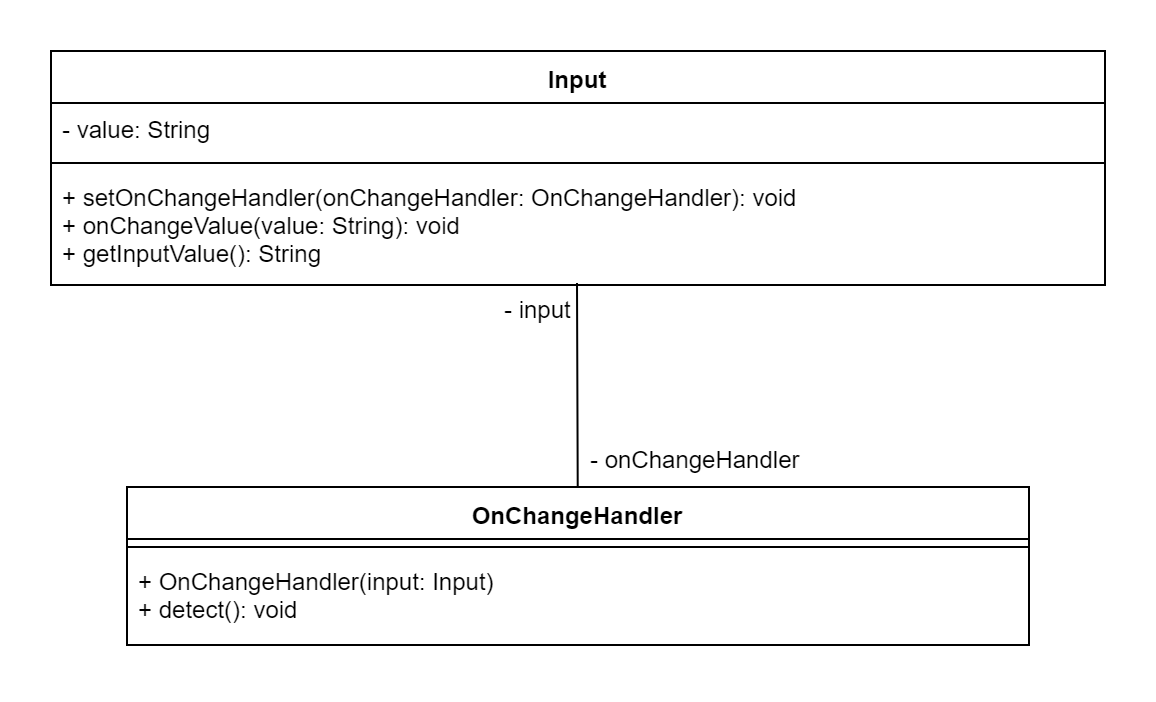 Input
- value: String
+ setOnChangeHandler(onChangeHandler: OnChangeHandler): void
+ onChangeValue(value: String): void
+ getInputValue(): String
- input
- onChangeHandler
OnChangeHandler
+ OnChangeHandler(input: Input)
+ detect(): void